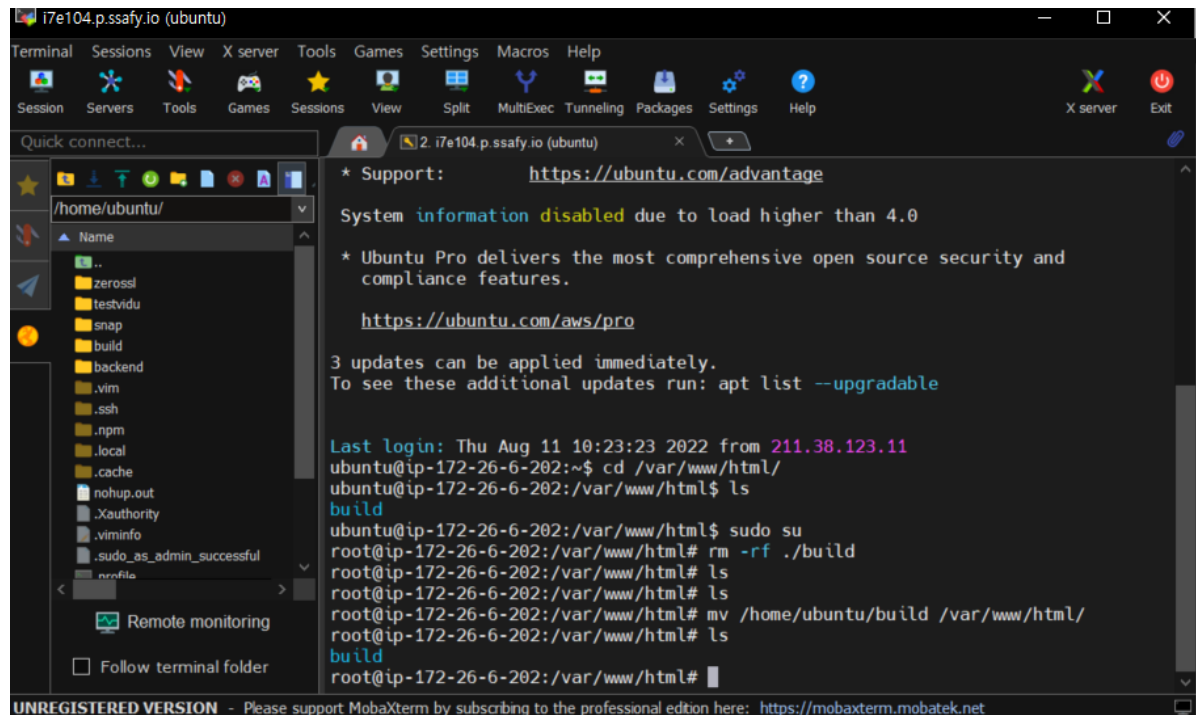 i7e104.p.ssafy.io (ubuntu)
Terminal Sessions View X server Tools Games Settings Macros Help
Session Servers Tools Games Sessions View Split MultiExec Tunneling Packages Settings Help X server Exit
Quick connect...
2. i7e104.p.ssafy.io (ubuntu)
/home/ubuntu/
Name
..
zerossl
testvidu
snap
build
backend
.vim
.ssh
.npm
.local
.cache
nohup.out
.Xauthority
.viminfo
.sudo_as_admin_successful
.profile
Remote monitoring
Follow terminal folder
* Support: https://ubuntu.com/advantage
System information disabled due to load higher than 4.0
* Ubuntu Pro delivers the most comprehensive open source security and
compliance features.
https://ubuntu.com/aws/pro
3 updates can be applied immediately.
To see these additional updates run: apt list --upgradable
Last login: Thu Aug 11 10:23:23 2022 from 211.38.123.11
ubuntu@ip-172-26-6-202:~$ cd /var/www/html/
ubuntu@ip-172-26-6-202:/var/www/html$ ls
build
ubuntu@ip-172-26-6-202:/var/www/html$ sudo su
root@ip-172-26-6-202:/var/www/html# rm -rf ./build
root@ip-172-26-6-202:/var/www/html# ls
root@ip-172-26-6-202:/var/www/html# ls
root@ip-172-26-6-202:/var/www/html# mv /home/ubuntu/build /var/www/html/
root@ip-172-26-6-202:/var/www/html# ls
build
root@ip-172-26-6-202:/var/www/html#
UNREGISTERED VERSION - Please support MobaXterm by subscribing to the professional edition here: https://mobaxterm.mobatek.net